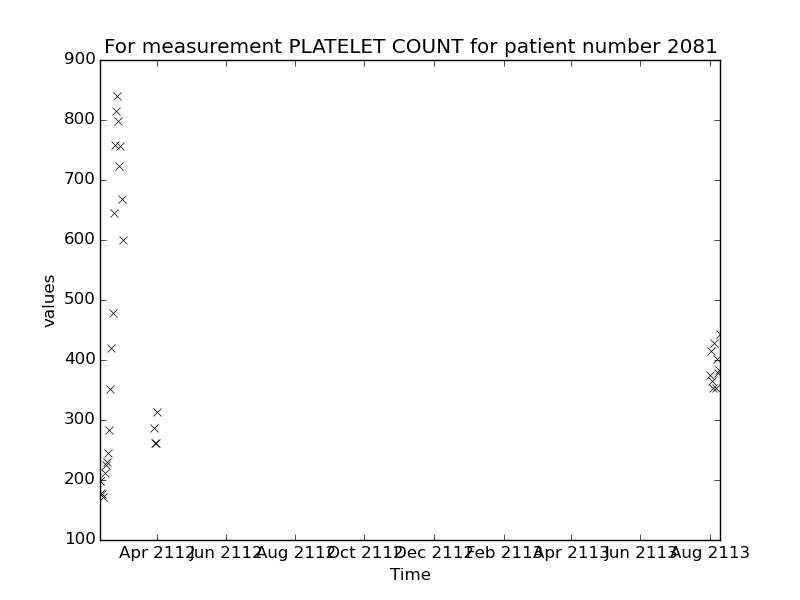 For measurement PLATELET COUNT for patient number 2081
900
800
700
600
500
400
300
200
100
values
Apr 2112 Jun 2112 Aug 2112 Oct 2112 Dec 2112 Feb 2113 Apr 2113 Jun 2113 Aug 2113
Time